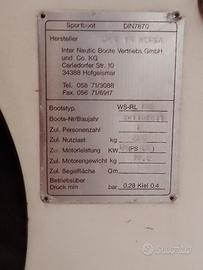 Sportboot DIN7870
Hersteller
Inter Nautic Boote Vertriebs GmbH
und Co. KG
Carlsdorfer Str. 10
34388 Hofgeismar
Tel. 058 71/3088
Fax. 056 71/6917
Bootstyp. WS-RL
Boots-Nr/Baujahr
Zul. Personenzahl
Zul. Nutzlast kg
Zul. Motorleistung KW (PS
Zul. Motorengewicht kg
Zul. Segelfläche Qm
Betriebsüber
Druck min bar 0,28 Kiel 0,4
subito